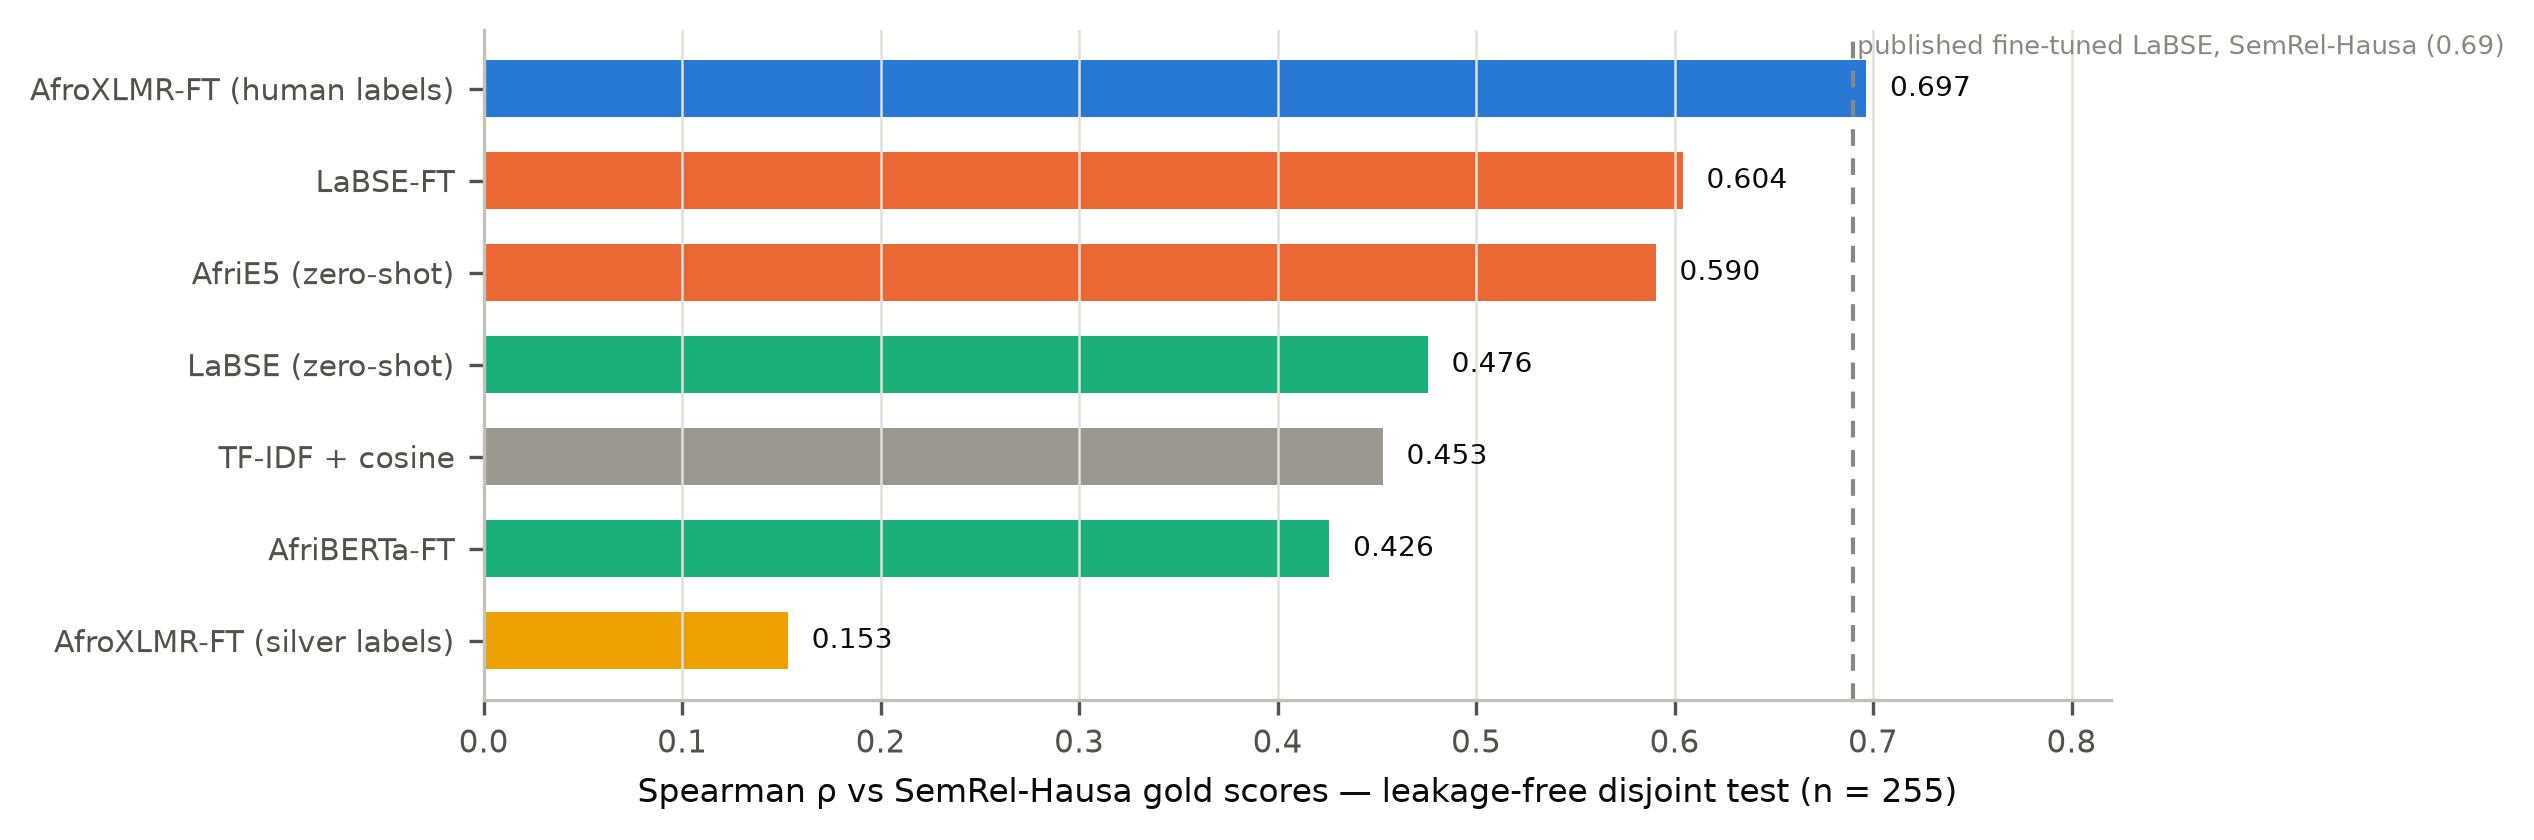 published fine-tuned LaBSE, SemRel-Hausa (0.69)
AfroXLMR-FT (human labels) 0.697
LaBSE-FT 0.604
AfriE5 (zero-shot) 0.590
LaBSE (zero-shot) 0.476
TF-IDF + cosine 0.453
AfriBERTa-FT 0.426
AfroXLMR-FT (silver labels) 0.153
0.0 0.1 0.2 0.3 0.4 0.5 0.6 0.7 0.8
Spearman ρ vs SemRel-Hausa gold scores — leakage-free disjoint test (n = 255)